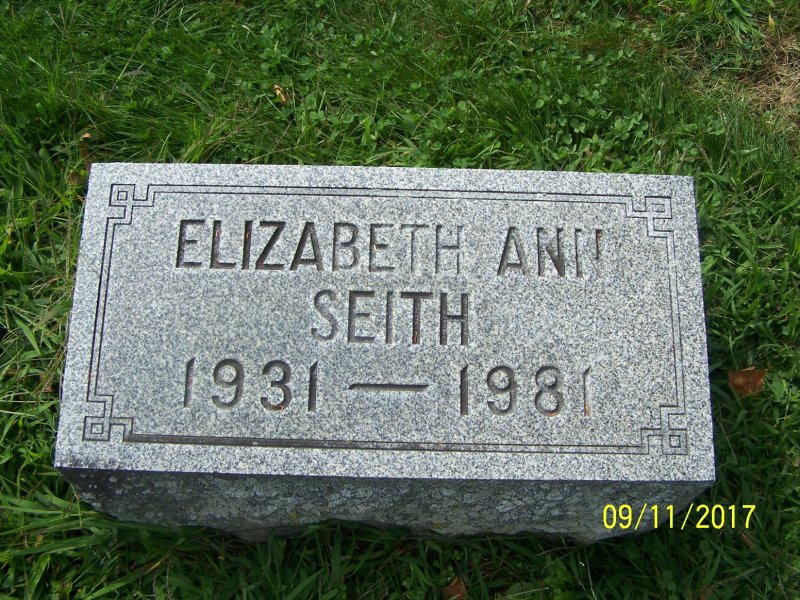 ELIZABETH ANN
SEITH
1931 — 1981
09/11/2017